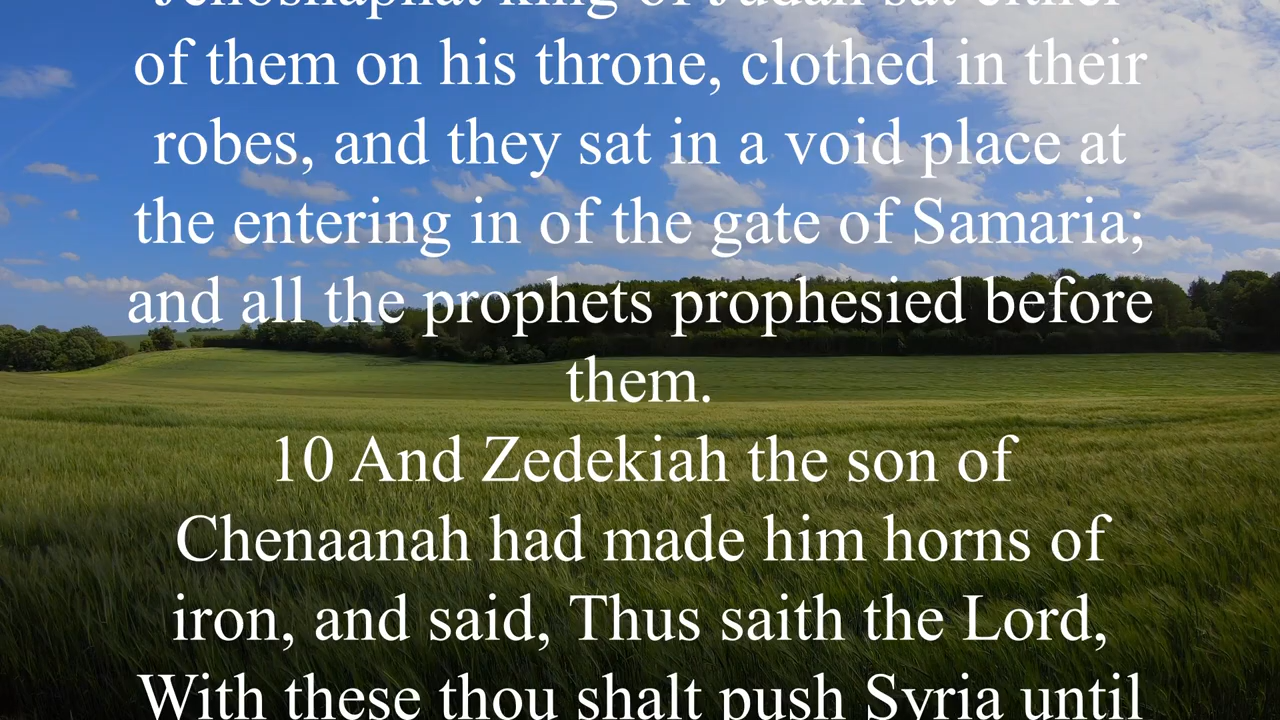 Jehoshaphat king of Judah sat either
of them on his throne, clothed in their
robes, and they sat in a void place at
the entering in of the gate of Samaria;
and all the prophets prophesied before
them.
10 And Zedekiah the son of
Chenaanah had made him horns of
iron, and said, Thus saith the Lord,
With these thou shalt push Syria until